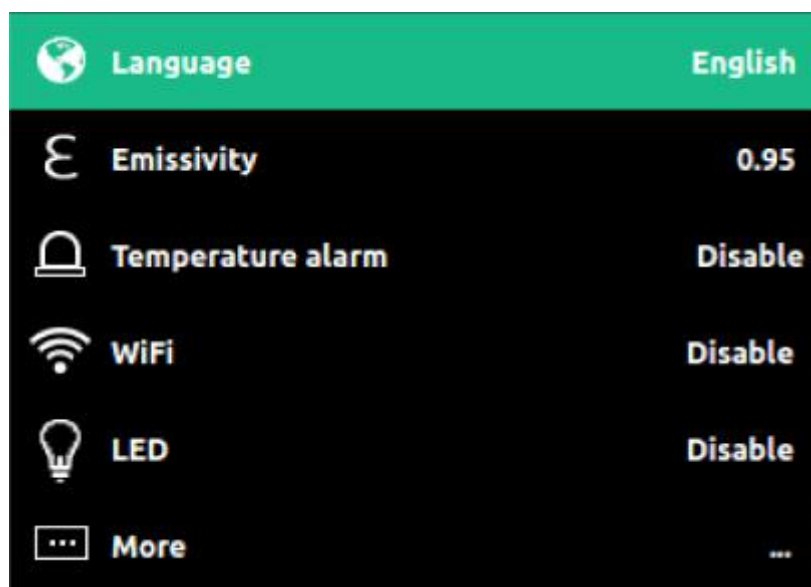 Language English
ε Emissivity 0.95
Temperature alarm Disable
WiFi Disable
LED Disable
More ...